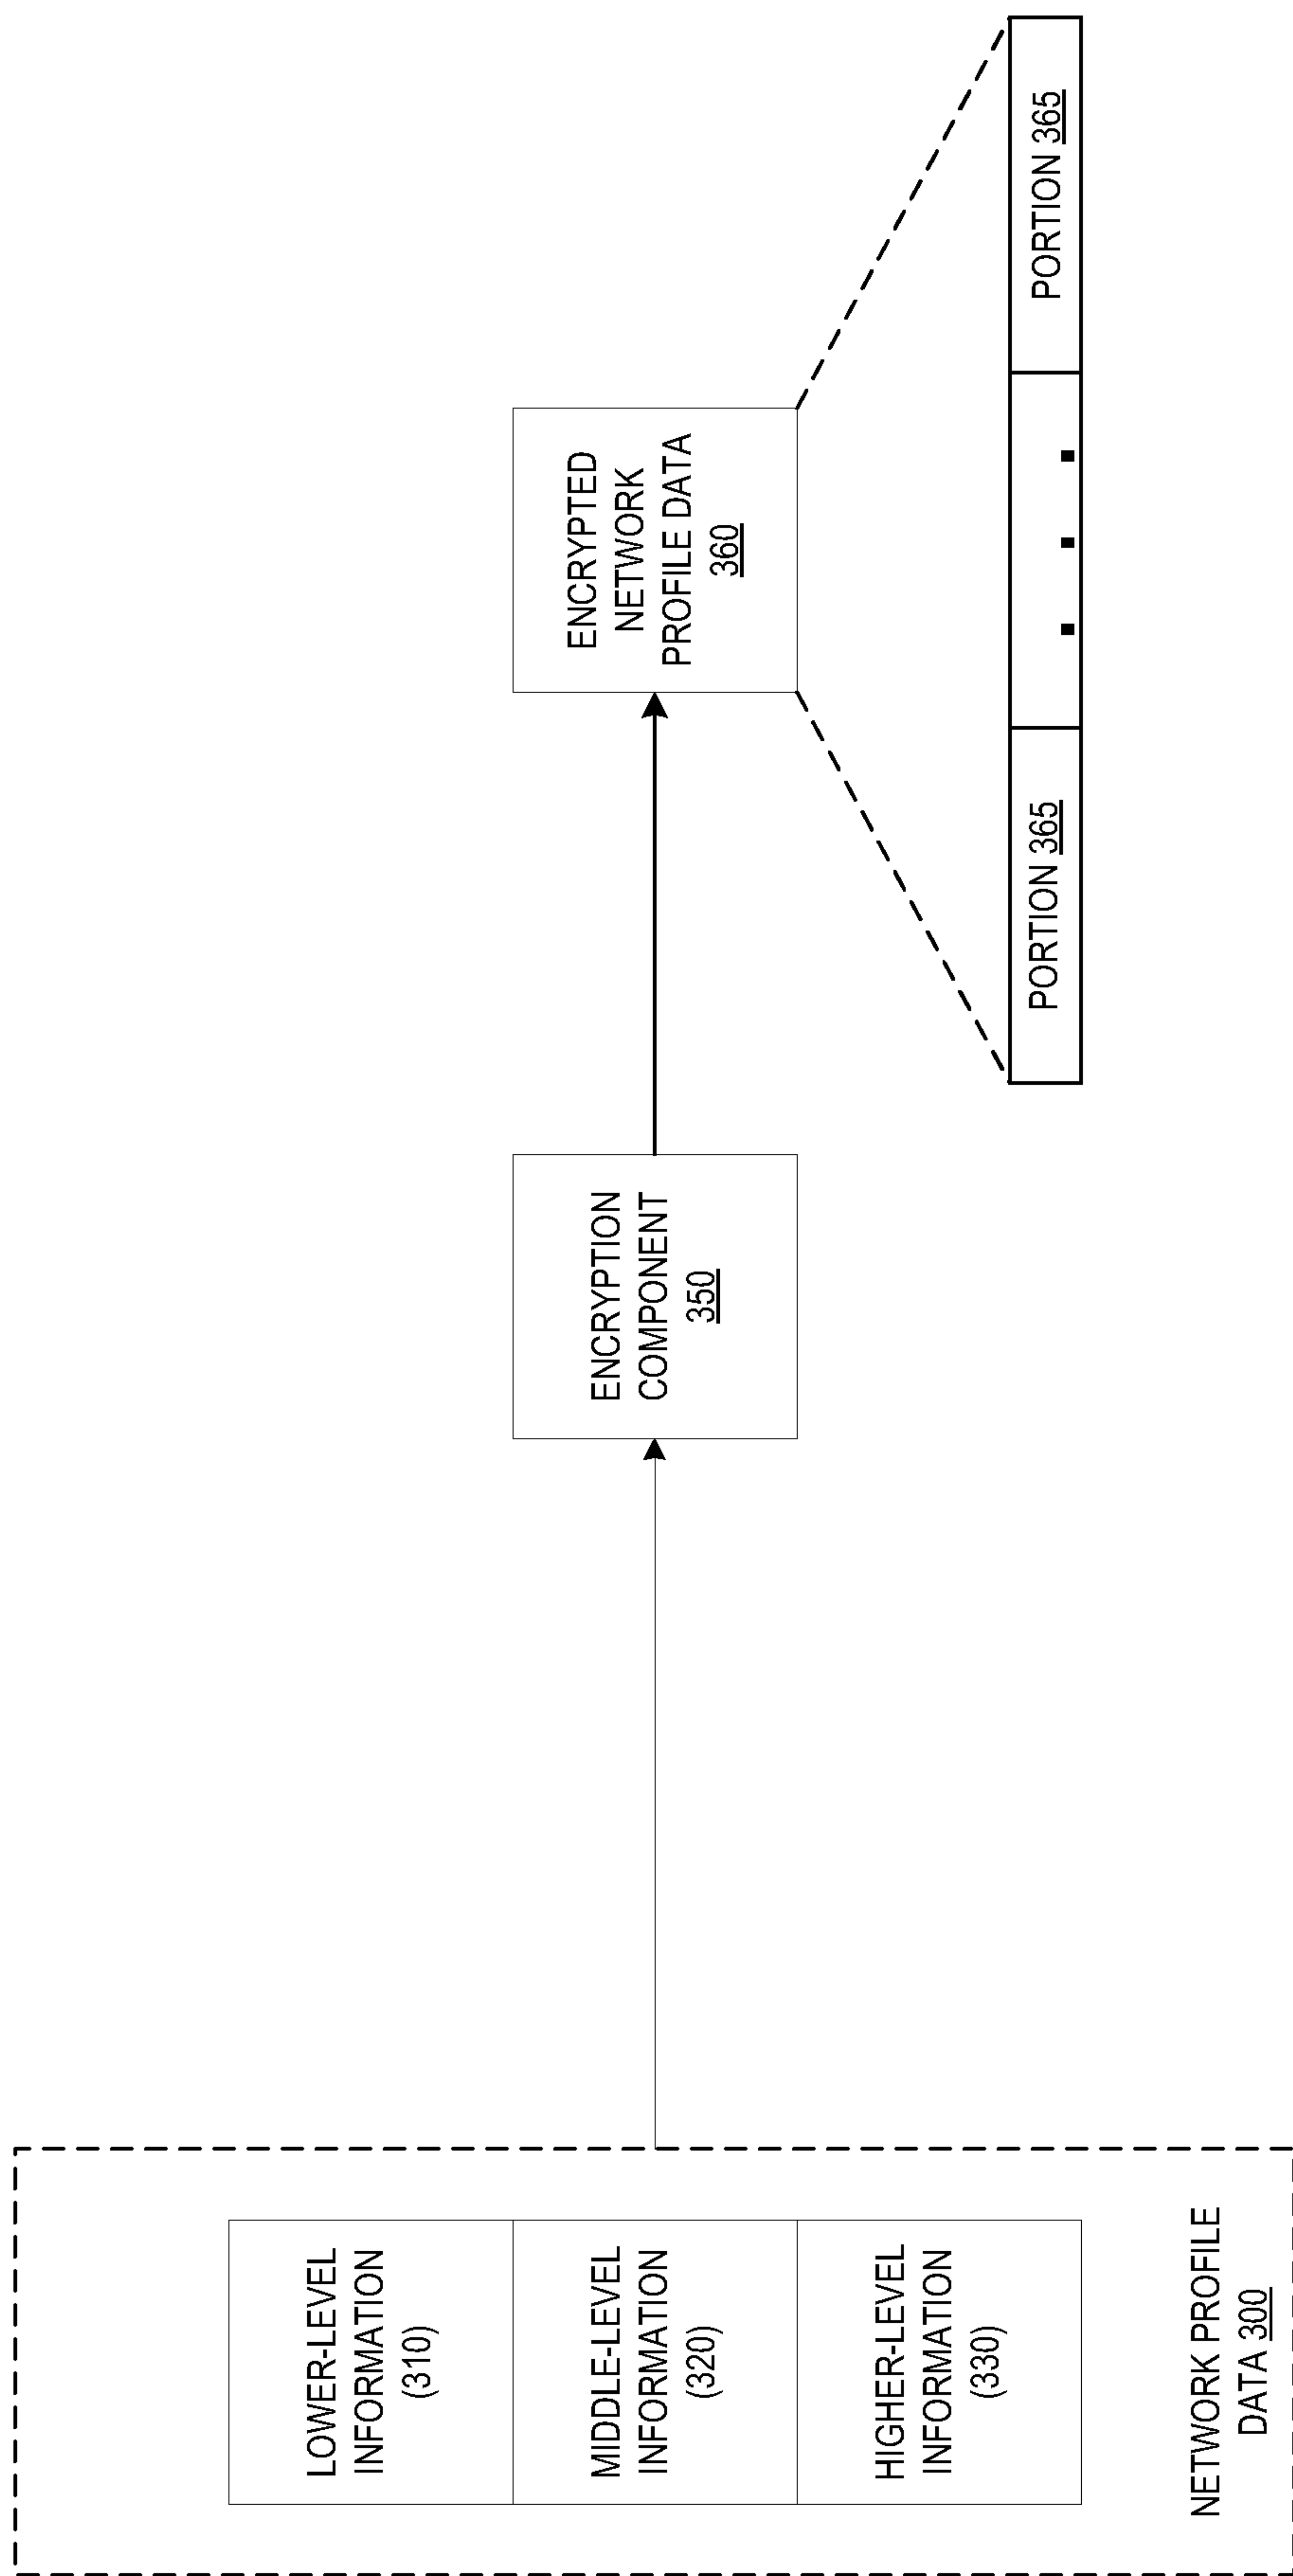 LOWER-LEVEL
INFORMATION
(310)
MIDDLE-LEVEL
INFORMATION
(320)
HIGHER-LEVEL
INFORMATION
(330)
NETWORK PROFILE
DATA 300
ENCRYPTION
COMPONENT
350
ENCRYPTED
NETWORK
PROFILE DATA
360
PORTION 365
. . .
PORTION 365